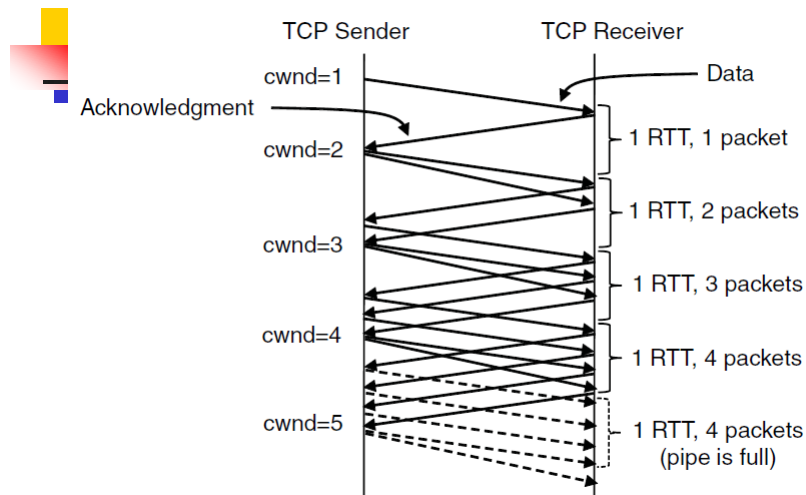 TCP Sender
TCP Receiver
cwnd=1
Data
Acknowledgment
1 RTT, 1 packet
cwnd=2
1 RTT, 2 packets
cwnd=3
1 RTT, 3 packets
cwnd=4
1 RTT, 4 packets
cwnd=5
1 RTT, 4 packets
(pipe is full)